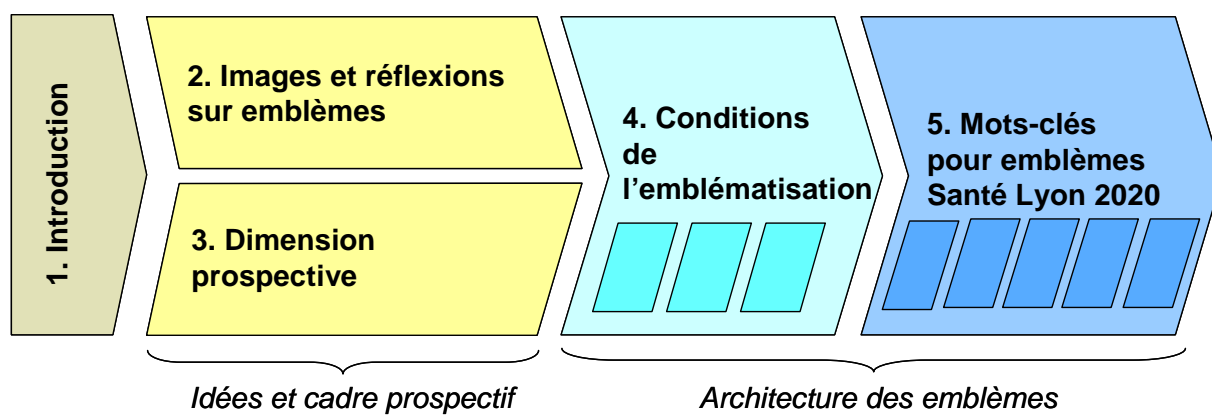 1. Introduction
2. Images et réflexions
sur emblèmes
3. Dimension
prospective
4. Conditions
de
l’emblématisation
5. Mots-clés
pour emblèmes
Santé Lyon 2020
Idées et cadre prospectif
Architecture des emblèmes